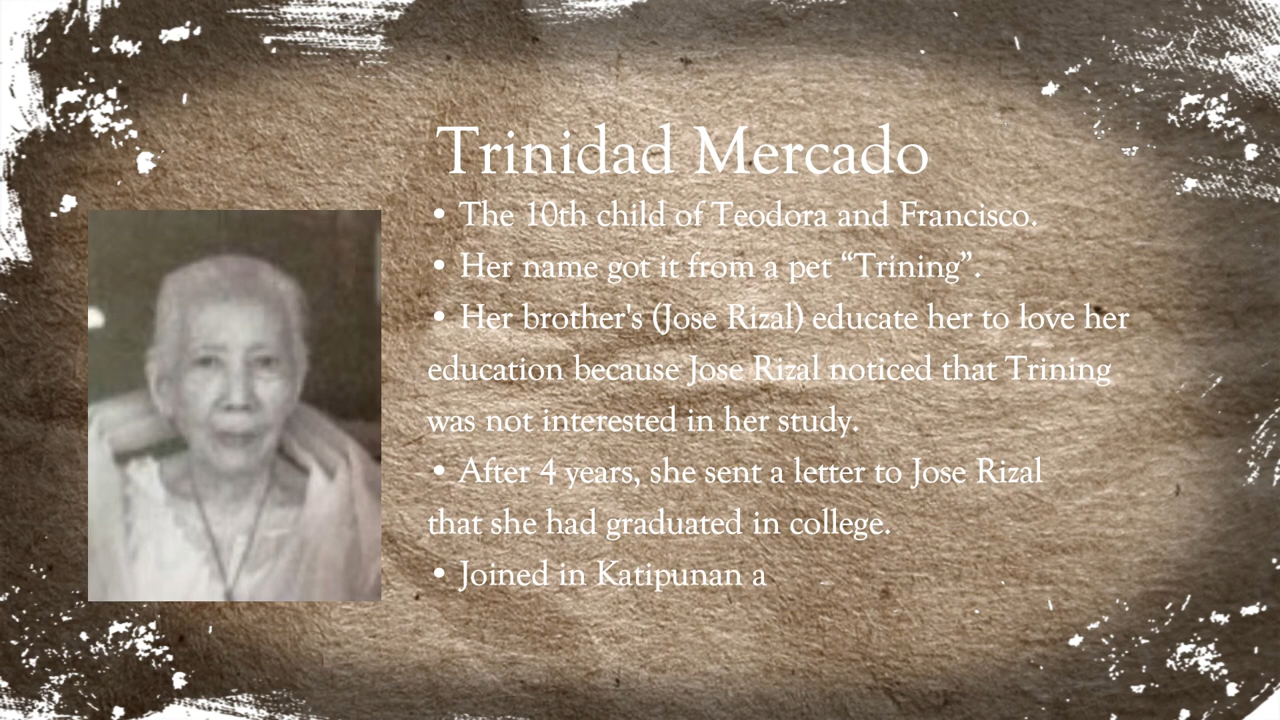 Trinidad Mercado
• The 10th child of Teodora and Francisco.
• Her name got it from a pet “Trining”.
• Her brother's (Jose Rizal) educate her to love her
education because Jose Rizal noticed that Trining
was not interested in her study.
• After 4 years, she sent a letter to Jose Rizal
that she had graduated in college.
• Joined in Katipunan a